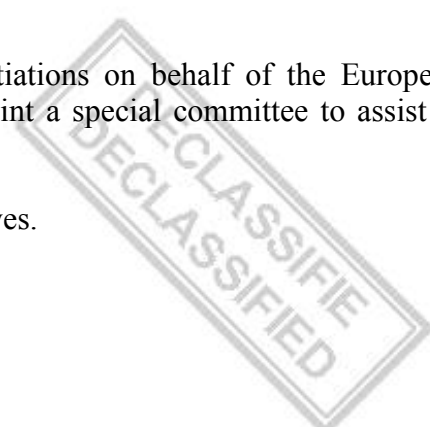 tiations on behalf of the Europe
int a special committee to assist
ves.
DECLASSIFIE
DECLASSIFIED